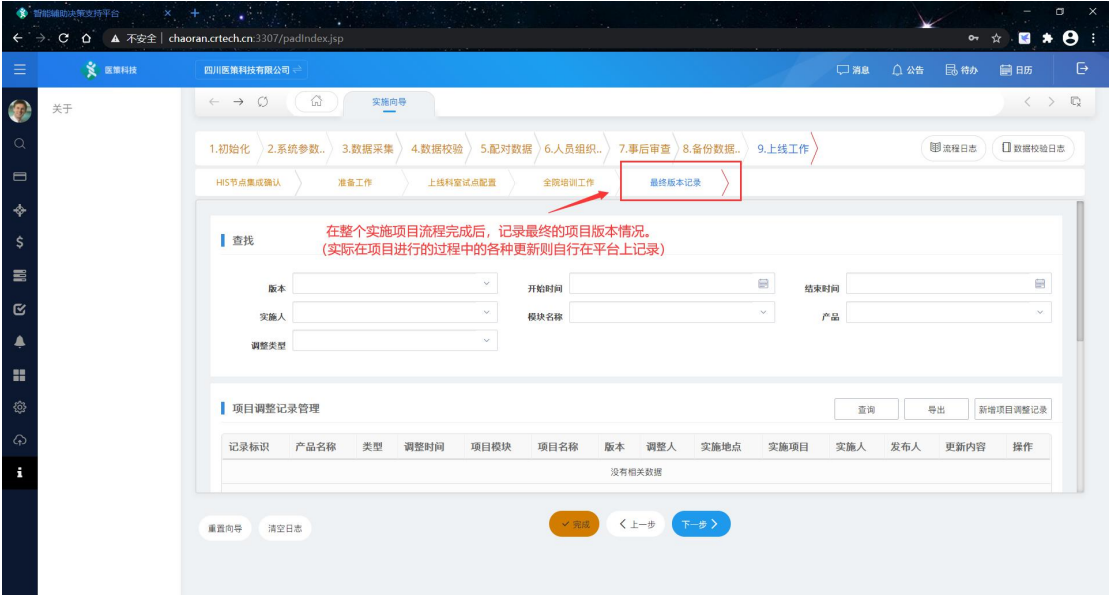 智能辅助决策支持平台
不安全 | chaoran.crtech.cn:3307/padIndex.jsp
医策科技
四川医策科技有限公司
消息
公告
待办
日历
关于
实施向导
1.初始化
2.系统参数..
3.数据采集
4.数据校验
5.配对数据
6.人员组织..
7.事后审查
8.备份数据..
9.上线工作
流程日志
数据校验日志
HIS节点集成确认
准备工作
上线科室试点配置
全院培训工作
最终版本记录
在整个实施项目流程完成后，记录最终的项目版本情况。
（实际在项目进行的过程中的各种更新则自行在平台上记录）
查找
版本
开始时间
结束时间
实施人
模块名称
产品
调整类型
项目调整记录管理
查询
导出
新增项目调整记录
记录标识
产品名称
类型
调整时间
项目模块
项目名称
版本
调整人
实施地点
实施项目
实施人
发布人
更新内容
操作
没有相关数据
重置向导
清空日志
完成
上一步
下一步